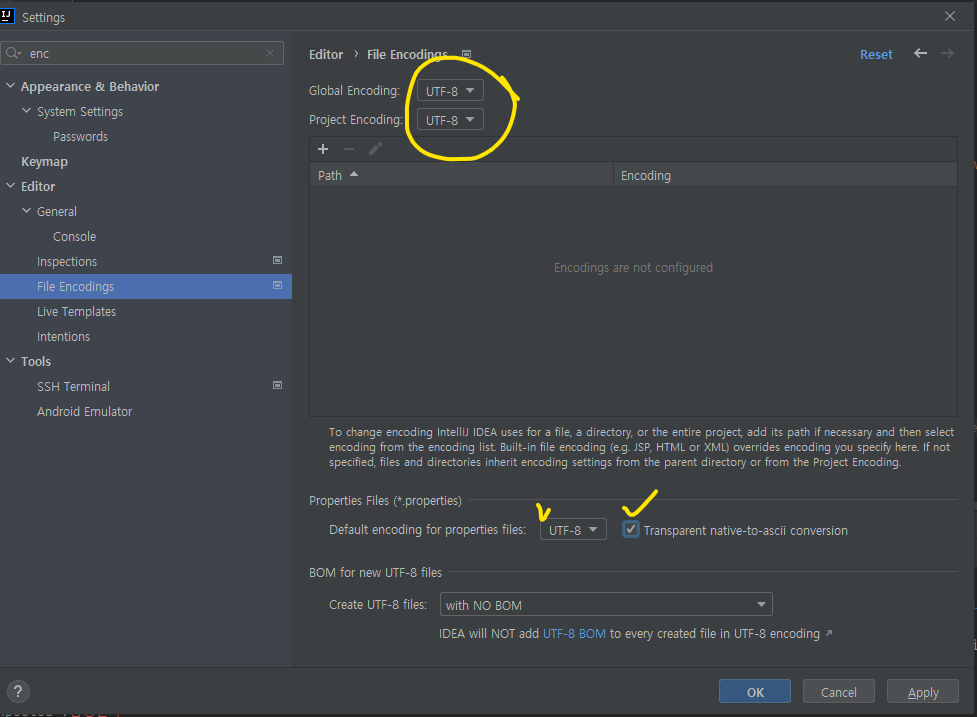 IJ Settings
enc
Appearance & Behavior
System Settings
Passwords
Keymap
Editor
General
Console
Inspections
File Encodings
Live Templates
Intentions
Tools
SSH Terminal
Android Emulator
Editor › File Encodings
Reset
Global Encoding: UTF-8
Project Encoding: UTF-8
Path Encoding
Encodings are not configured
To change encoding IntelliJ IDEA uses for a file, a directory, or the entire project, add its path if necessary and then select
encoding from the encoding list. Built-in file encoding (e.g. JSP, HTML or XML) overrides encoding you specify here. If not
specified, files and directories inherit encoding settings from the parent directory or from the Project Encoding.
Properties Files (*.properties)
Default encoding for properties files: UTF-8 Transparent native-to-ascii conversion
BOM for new UTF-8 files
Create UTF-8 files: with NO BOM
IDEA will NOT add UTF-8 BOM to every created file in UTF-8 encoding ↗
? OK Cancel Apply